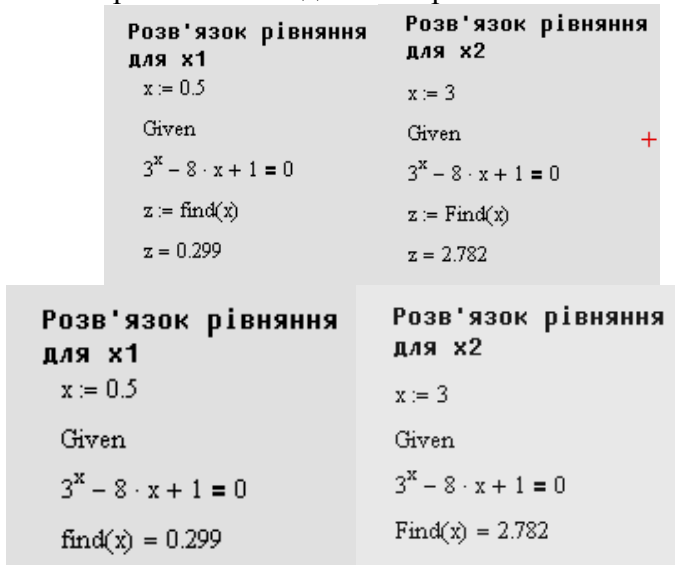 Розв'язок рівняння
для x1
x := 0.5
Given
3^x − 8 · x + 1 = 0
z := find(x)
z = 0.299
Розв'язок рівняння
для x2
x := 3
Given
3^x − 8 · x + 1 = 0
z := Find(x)
z = 2.782
Розв'язок рівняння
для x1
x := 0.5
Given
3^x − 8 · x + 1 = 0
find(x) = 0.299
Розв'язок рівняння
для x2
x := 3
Given
3^x − 8 · x + 1 = 0
Find(x) = 2.782